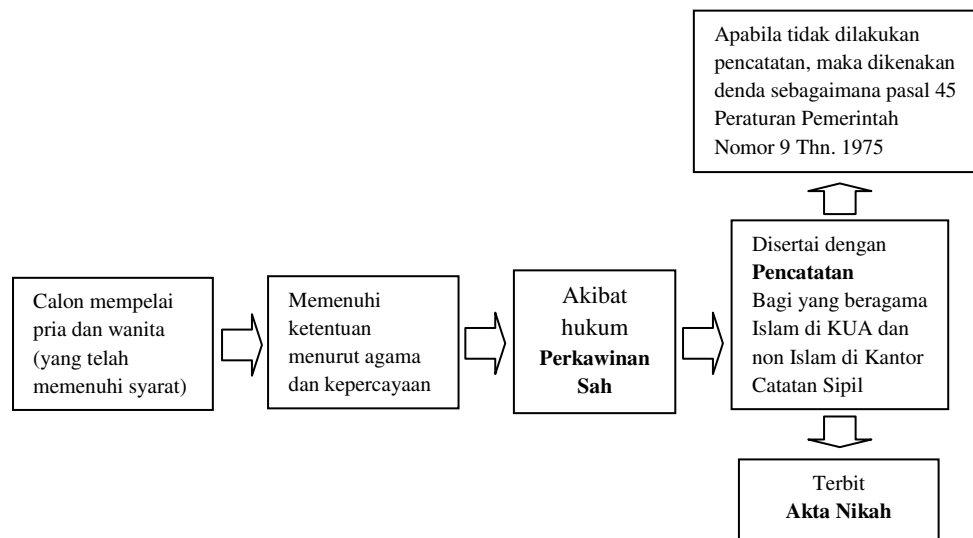 Apabila tidak dilakukan
pencatatan, maka dikenakan
denda sebagaimana pasal 45
Peraturan Pemerintah
Nomor 9 Thn. 1975
Calon mempelai
pria dan wanita
(yang telah
memenuhi syarat)
Memenuhi
ketentuan
menurut agama
dan kepercayaan
Akibat
hukum
Perkawinan
Sah
Disertai dengan
Pencatatan
Bagi yang beragama
Islam di KUA dan
non Islam di Kantor
Catatan Sipil
Terbit
Akta Nikah